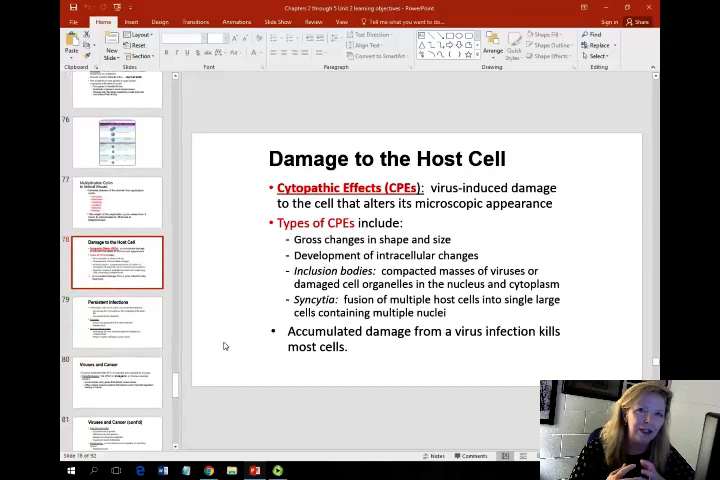 Chapters 2 through 5 Unit 2 learning objectives - PowerPoint
File Home Insert Design Transitions Animations Slide Show Review View Tell me what you want to do... Sign in Share
Paste New Slide Layout Reset Section Text Direction Align Text Convert to SmartArt Arrange Quick Styles Shape Fill Shape Outline Shape Effects Find Replace Select
Clipboard Slides Font Paragraph Drawing Editing
76
77
Multiplication Cycles
in Animal Viruses
78
Damage to the Host Cell
79
Persistent Infections
80
Viruses and Cancer
81
Viruses and Cancer (cont'd)
Damage to the Host Cell
• Cytopathic Effects (CPEs): virus-induced damage
to the cell that alters its microscopic appearance
• Types of CPEs include:
- Gross changes in shape and size
- Development of intracellular changes
- Inclusion bodies: compacted masses of viruses or
damaged cell organelles in the nucleus and cytoplasm
- Syncytia: fusion of multiple host cells into single large
cells containing multiple nuclei
• Accumulated damage from a virus infection kills
most cells.
Slide 78 of 92 Notes Comments